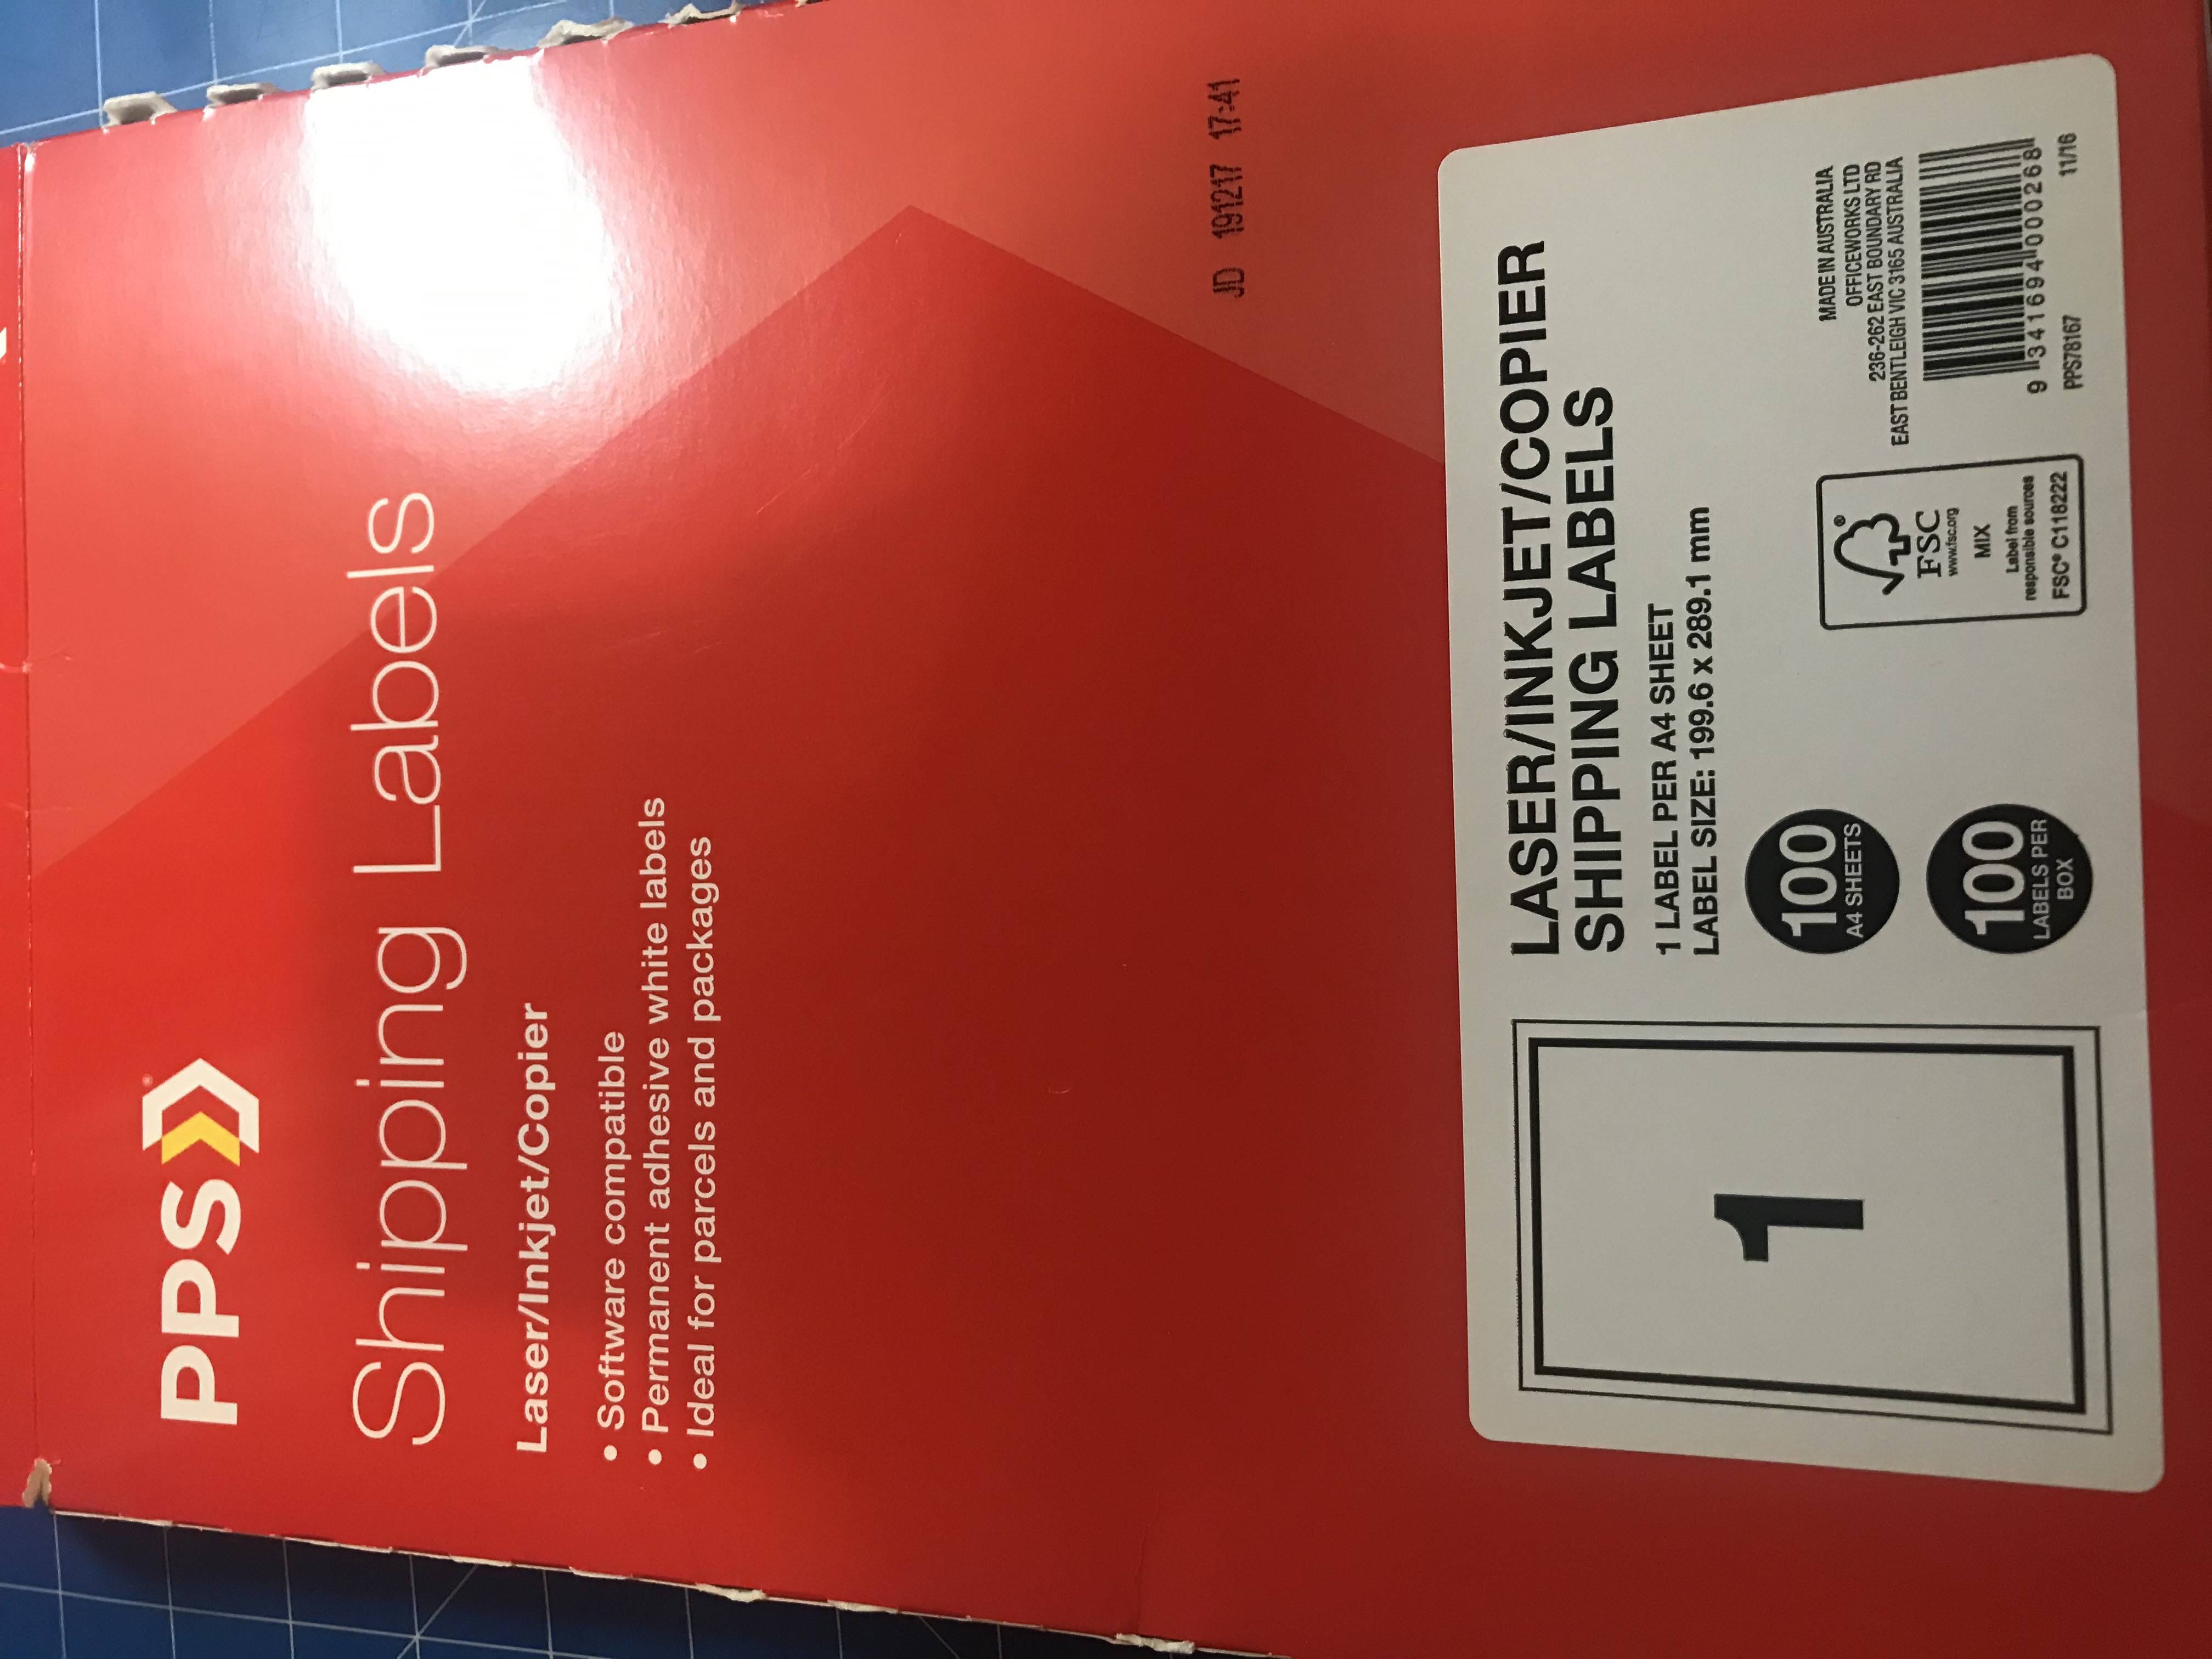 PPS
Shipping Labels
Laser/Inkjet/Copier
• Software compatible
• Permanent adhesive white labels
• Ideal for parcels and packages
JD 191217 17:41
1
LASER/INKJET/COPIER
SHIPPING LABELS
1 LABEL PER A4 SHEET
LABEL SIZE: 199.6 x 289.1 mm
100
A4 SHEETS
100
LABELS PER
BOX
FSC®
www.fsc.org
MIX
Label from
responsible sources
FSC® C118222
MADE IN AUSTRALIA
OFFICEWORKS LTD
236-262 EAST BOUNDARY RD
EAST BENTLEIGH VIC 3165 AUSTRALIA
9 341694 000268
PPS78167 11/16